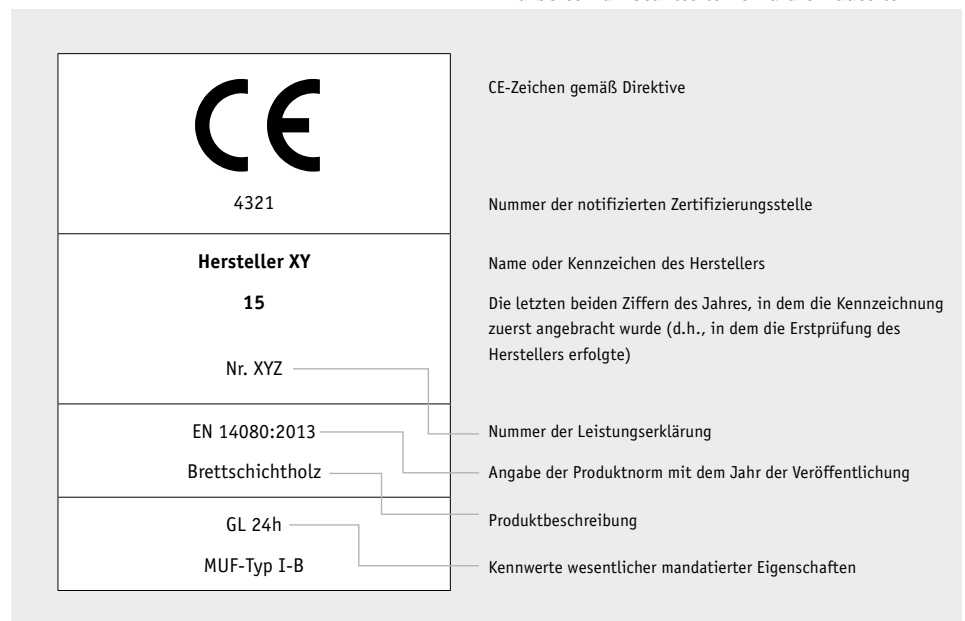 CE
4321
Hersteller XY
15
Nr. XYZ
EN 14080:2013
Brettschichtholz
GL 24h
MUF-Typ I-B
CE-Zeichen gemäß Direktive
Nummer der notifizierten Zertifizierungsstelle
Name oder Kennzeichen des Herstellers
Die letzten beiden Ziffern des Jahres, in dem die Kennzeichnung
zuerst angebracht wurde (d.h., in dem die Erstprüfung des
Herstellers erfolgte)
Nummer der Leistungserklärung
Angabe der Produktnorm mit dem Jahr der Veröffentlichung
Produktbeschreibung
Kennwerte wesentlicher mandatierter Eigenschaften